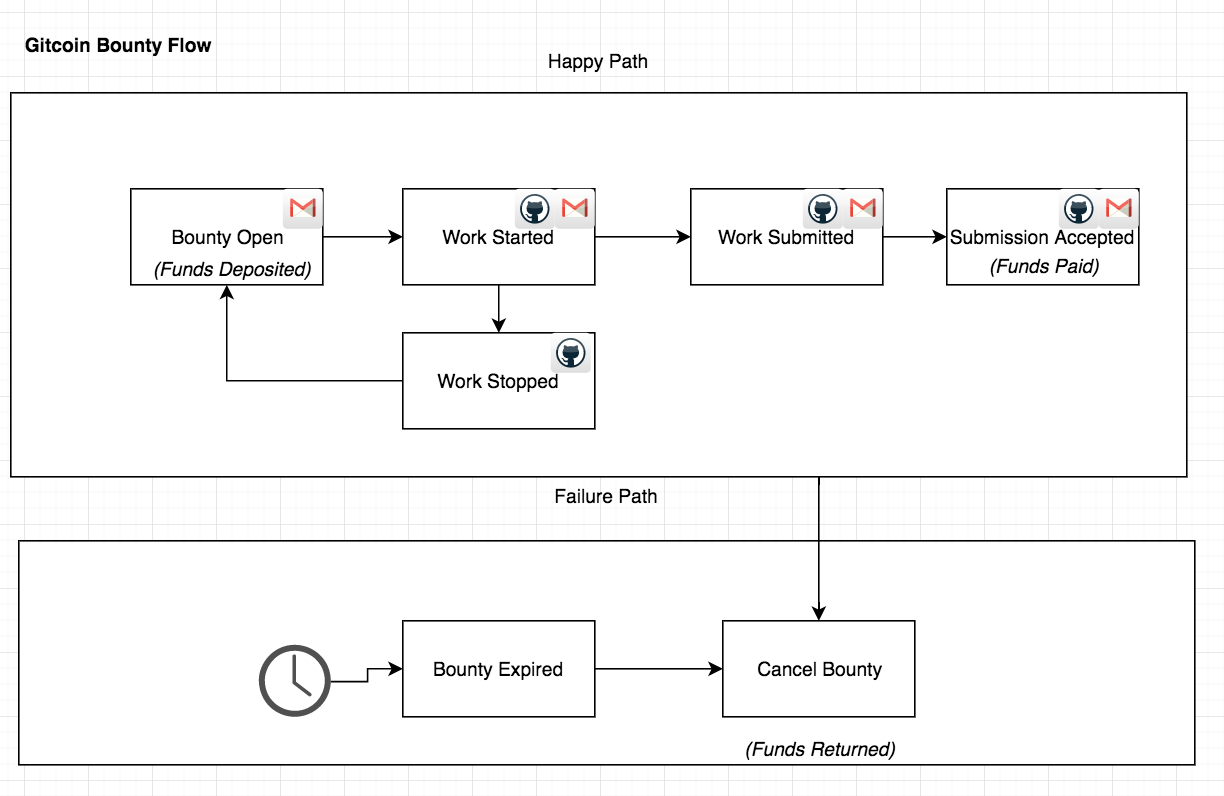 Gitcoin Bounty Flow
Happy Path
Bounty Open
(Funds Deposited)
Work Started
Work Submitted
Submission Accepted
(Funds Paid)
Work Stopped
Failure Path
Bounty Expired
Cancel Bounty
(Funds Returned)